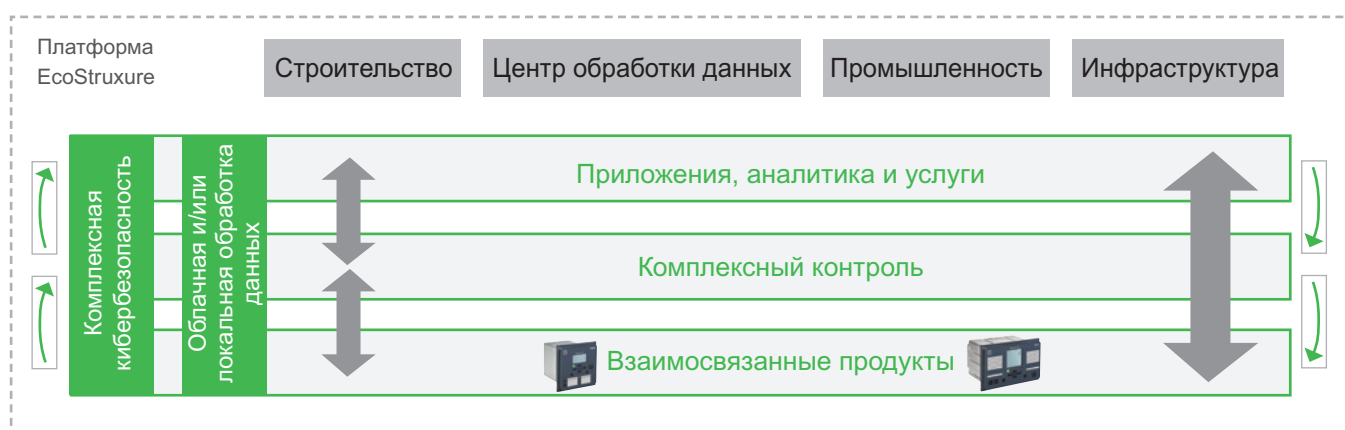 Платформа
EcoStruxure
Строительство
Центр обработки данных
Промышленность
Инфраструктура
Комплексная
кибербезопасность
Облачная и/или
локальная обработка
данных
Приложения, аналитика и услуги
Комплексный контроль
Взаимосвязанные продукты